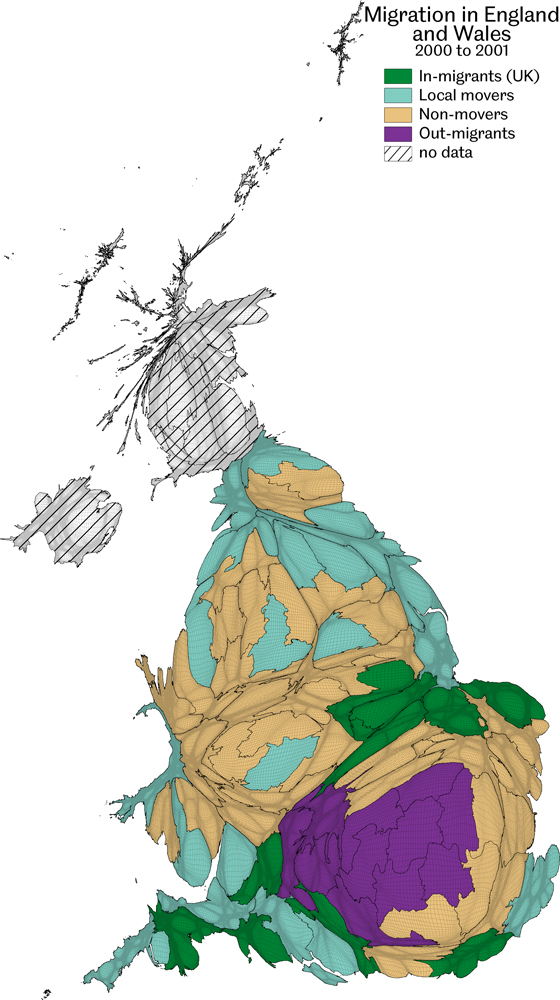 Migration in England
and Wales
2000 to 2001
In-migrants (UK)
Local movers
Non-movers
Out-migrants
no data